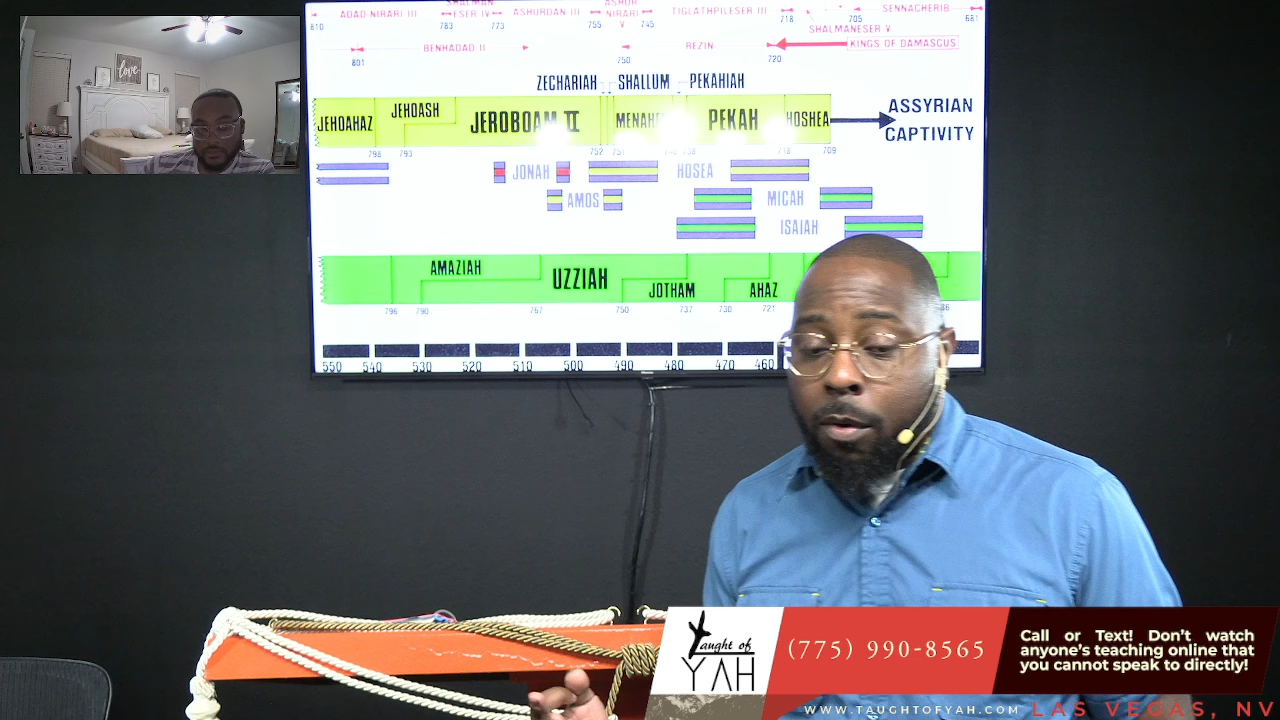 love
SHALMAN
ESER IV
ADAD-NIRARI III
ASHURDAN III
ASHUR
NIRARI
V
TIGLATHPILESER III
SENNACHERIB
810
783
773
755
745
718
705
681
SHALMANESER V
BENHADAD II
REZIN
KINGS OF DAMASCUS
801
750
720
ZECHARIAH
SHALLUM
PEKAHIAH
JEHOAHAZ
JEHOASH
JEROBOAM II
PEKAH
HOSHEA
ASSYRIAN
CAPTIVITY
798
793
752
751
718
709
JONAH
HOSEA
AMOS
MICAH
ISAIAH
AMAZIAH
UZZIAH
JOTHAM
AHAZ
796
790
767
750
737
730
721
550
540
530
520
510
500
490
480
470
460
taught of
YAH
(775) 990-8565
Call or Text! Don't watch
anyone's teaching online that
you cannot speak to directly!
WWW.TAUGHTOFYAH.COM
LAS VEGAS, NV